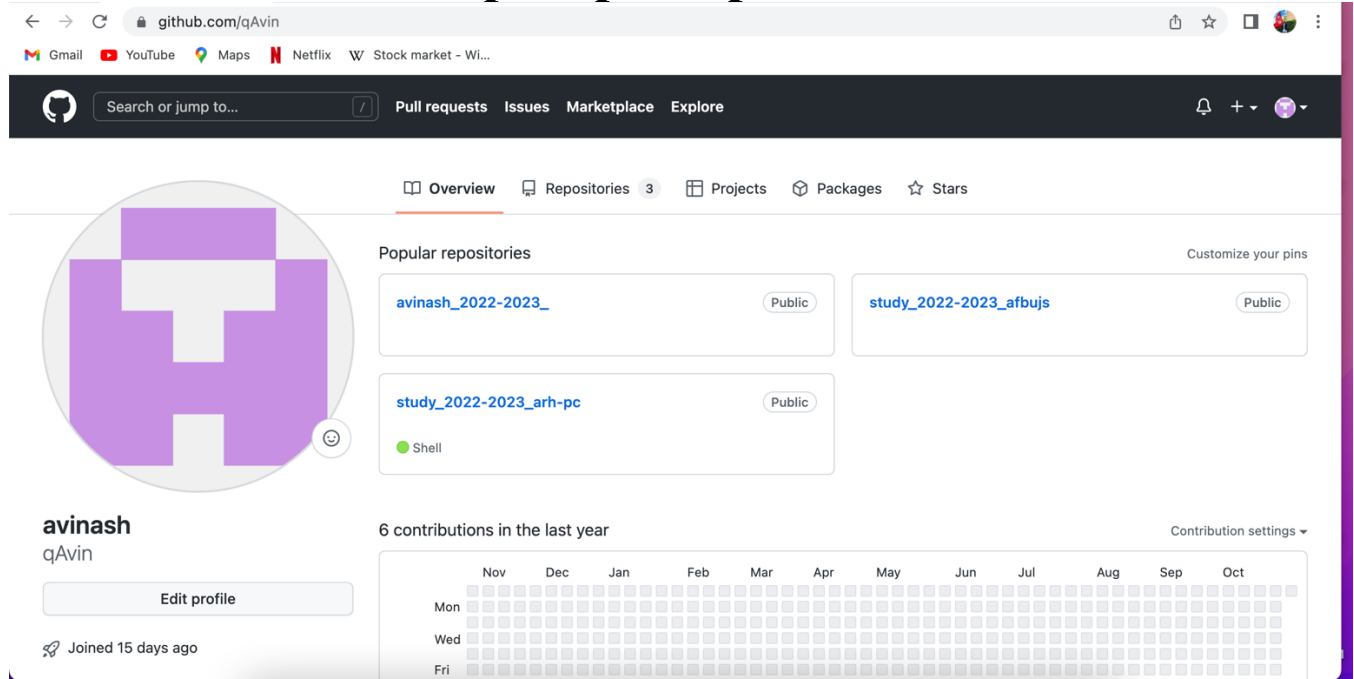 github.com/qAvin
Gmail YouTube Maps Netflix W Stock market - Wi...
Search or jump to... / Pull requests Issues Marketplace Explore
Overview Repositories 3 Projects Packages Stars
Popular repositories Customize your pins
avinash_2022-2023_ Public study_2022-2023_afbujs Public
study_2022-2023_arh-pc Public
Shell
avinash
qAvin
Edit profile
Joined 15 days ago
6 contributions in the last year Contribution settings
Nov Dec Jan Feb Mar Apr May Jun Jul Aug Sep Oct
Mon
Wed
Fri